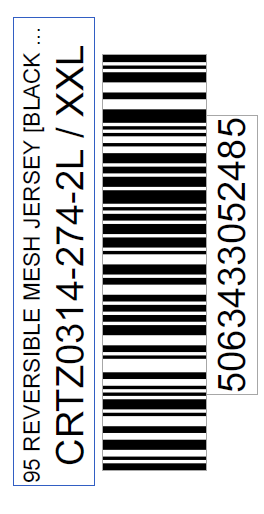 95 REVERSIBLE MESH JERSEY [BLACK ...
CRTZ0314-274-2L / XXL
5063433052485